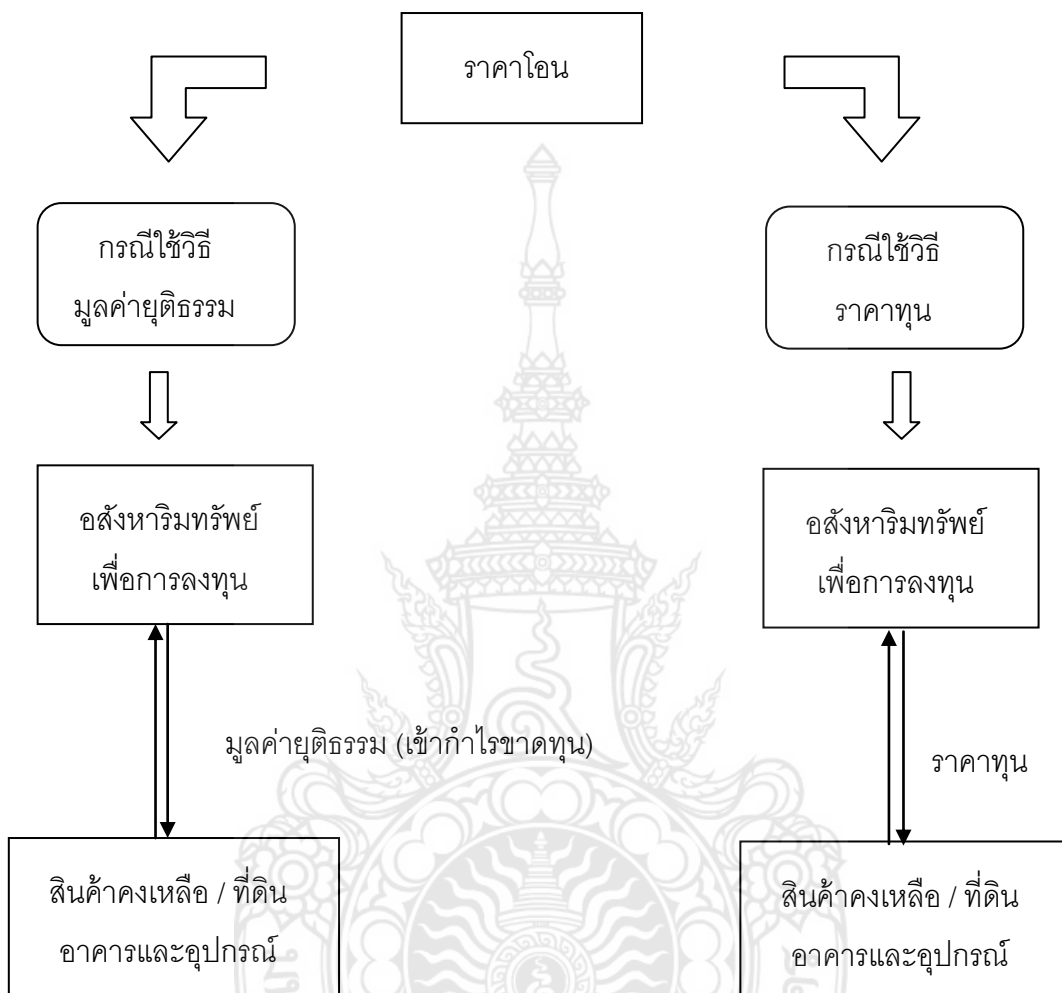 ราคาโอน
กรณีใช้วิธี
มูลค่ายุติธรรม
กรณีใช้วิธี
ราคาทุน
อสังหาริมทรัพย์
เพื่อการลงทุน
อสังหาริมทรัพย์
เพื่อการลงทุน
มูลค่ายุติธรรม (เข้ากำไรขาดทุน)
ราคาทุน
สินค้าคงเหลือ / ที่ดิน
อาคารและอุปกรณ์
สินค้าคงเหลือ / ที่ดิน
อาคารและอุปกรณ์